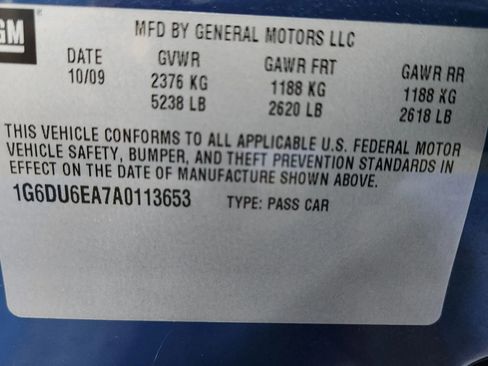 GM
MFD BY GENERAL MOTORS LLC
DATE GVWR GAWR FRT GAWR RR
10/09 2376 KG 1188 KG 1188 KG
5238 LB 2620 LB 2618 LB
THIS VEHICLE CONFORMS TO ALL APPLICABLE U.S. FEDERAL MOTOR
VEHICLE SAFETY, BUMPER, AND THEFT PREVENTION STANDARDS IN
EFFECT ON THE DATE OF MANUFACTURE SHOWN ABOVE.
1G6DU6EA7A0113653 TYPE: PASS CAR